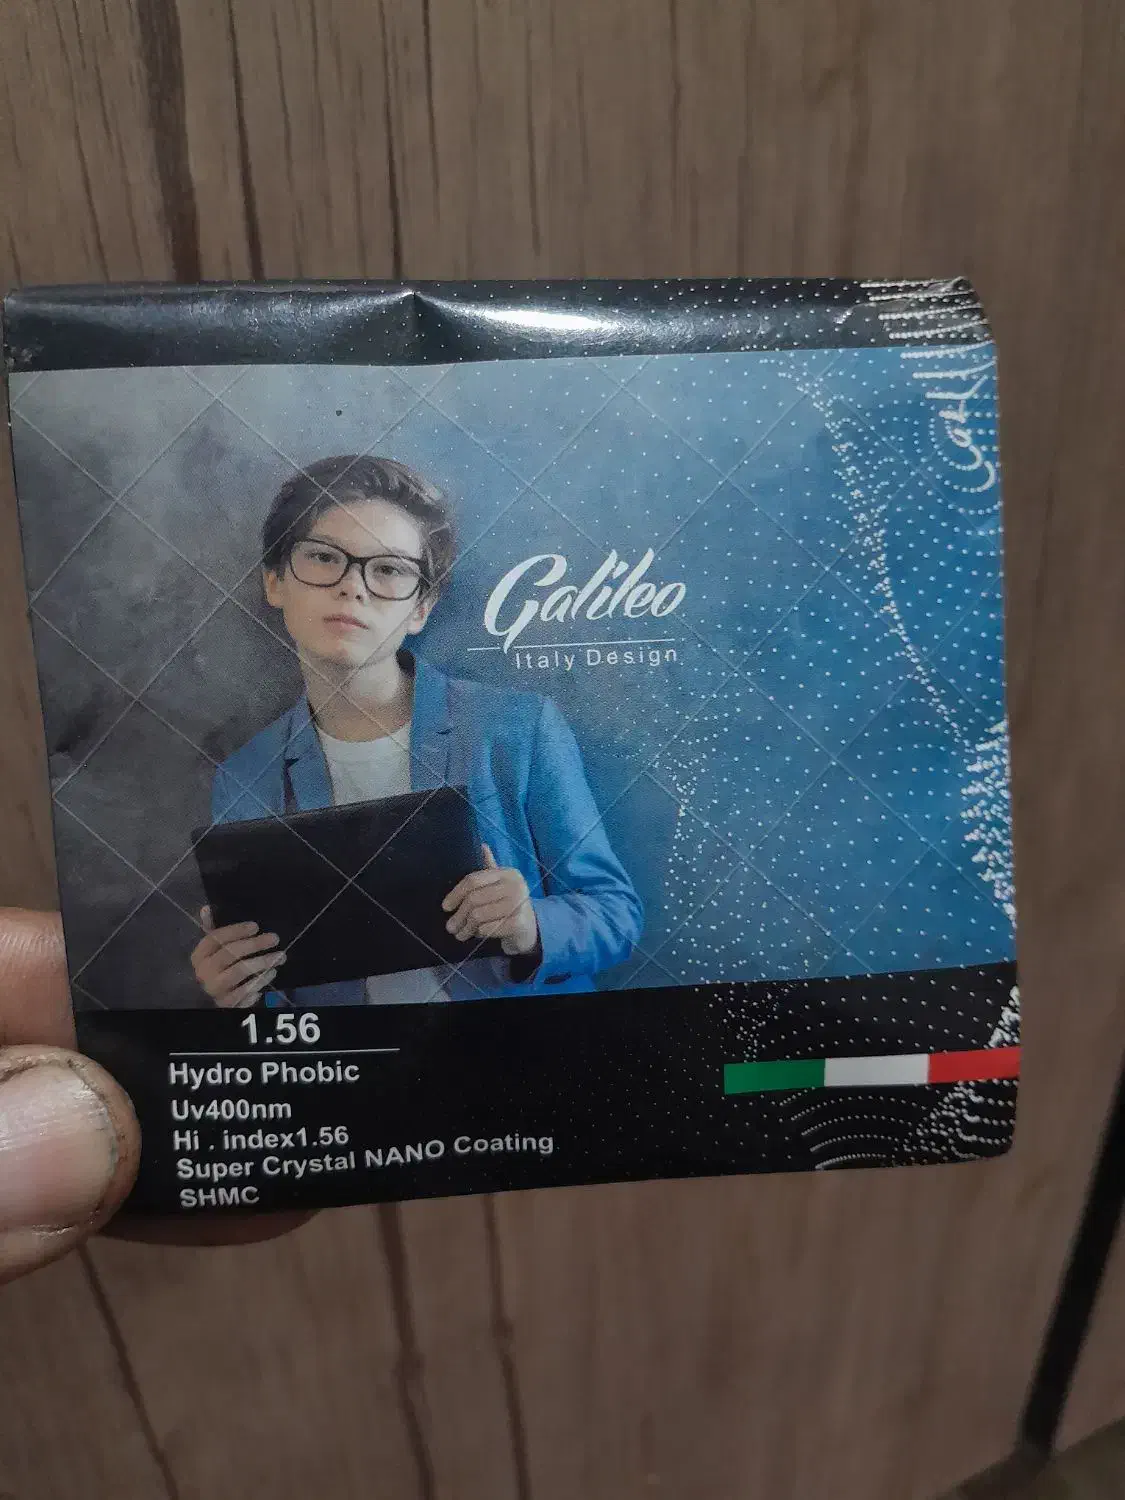 Galileo
Italy Design
1.56
Hydro Phobic
Uv400nm
Hi . index1.56
Super Crystal NANO Coating
SHMC